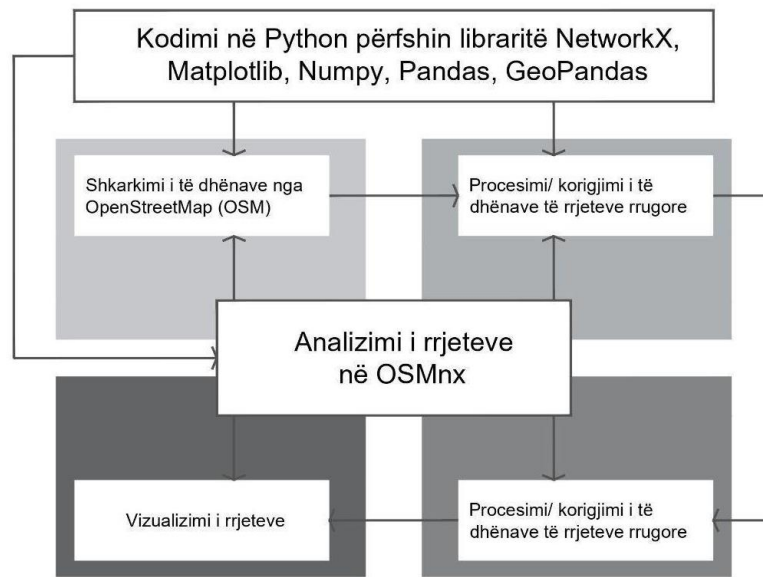 Kodimi në Python përfshin libraritë NetworkX,
Matplotlib, Numpy, Pandas, GeoPandas
Shkarkimi i të dhënave nga
OpenStreetMap (OSM)
Procesimi/ korigjimi i të
dhënave të rrjeteve rrugore
Analizimi i rrjeteve
në OSMnx
Vizualizimi i rrjeteve
Procesimi/ korigjimi i të
dhënave të rrjeteve rrugore